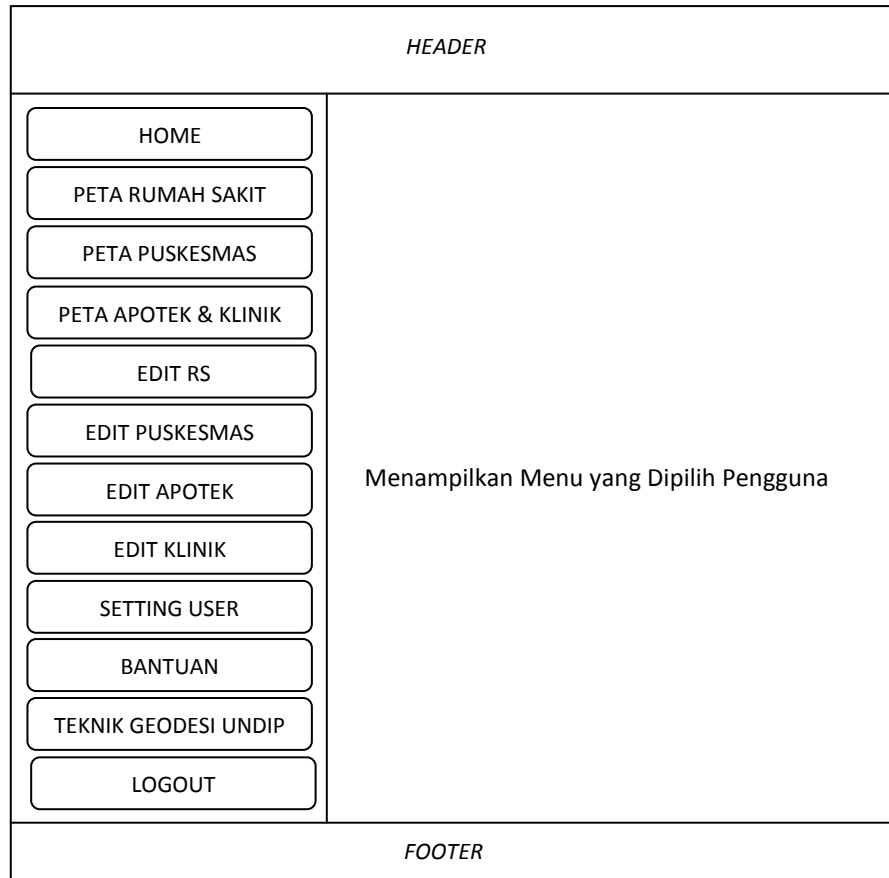 HEADER
HOME
PETA RUMAH SAKIT
PETA PUSKESMAS
PETA APOTEK & KLINIK
EDIT RS
EDIT PUSKESMAS
EDIT APOTEK
EDIT KLINIK
SETTING USER
BANTUAN
TEKNIK GEODESI UNDIP
LOGOUT
Menampilkan Menu yang Dipilih Pengguna
FOOTER